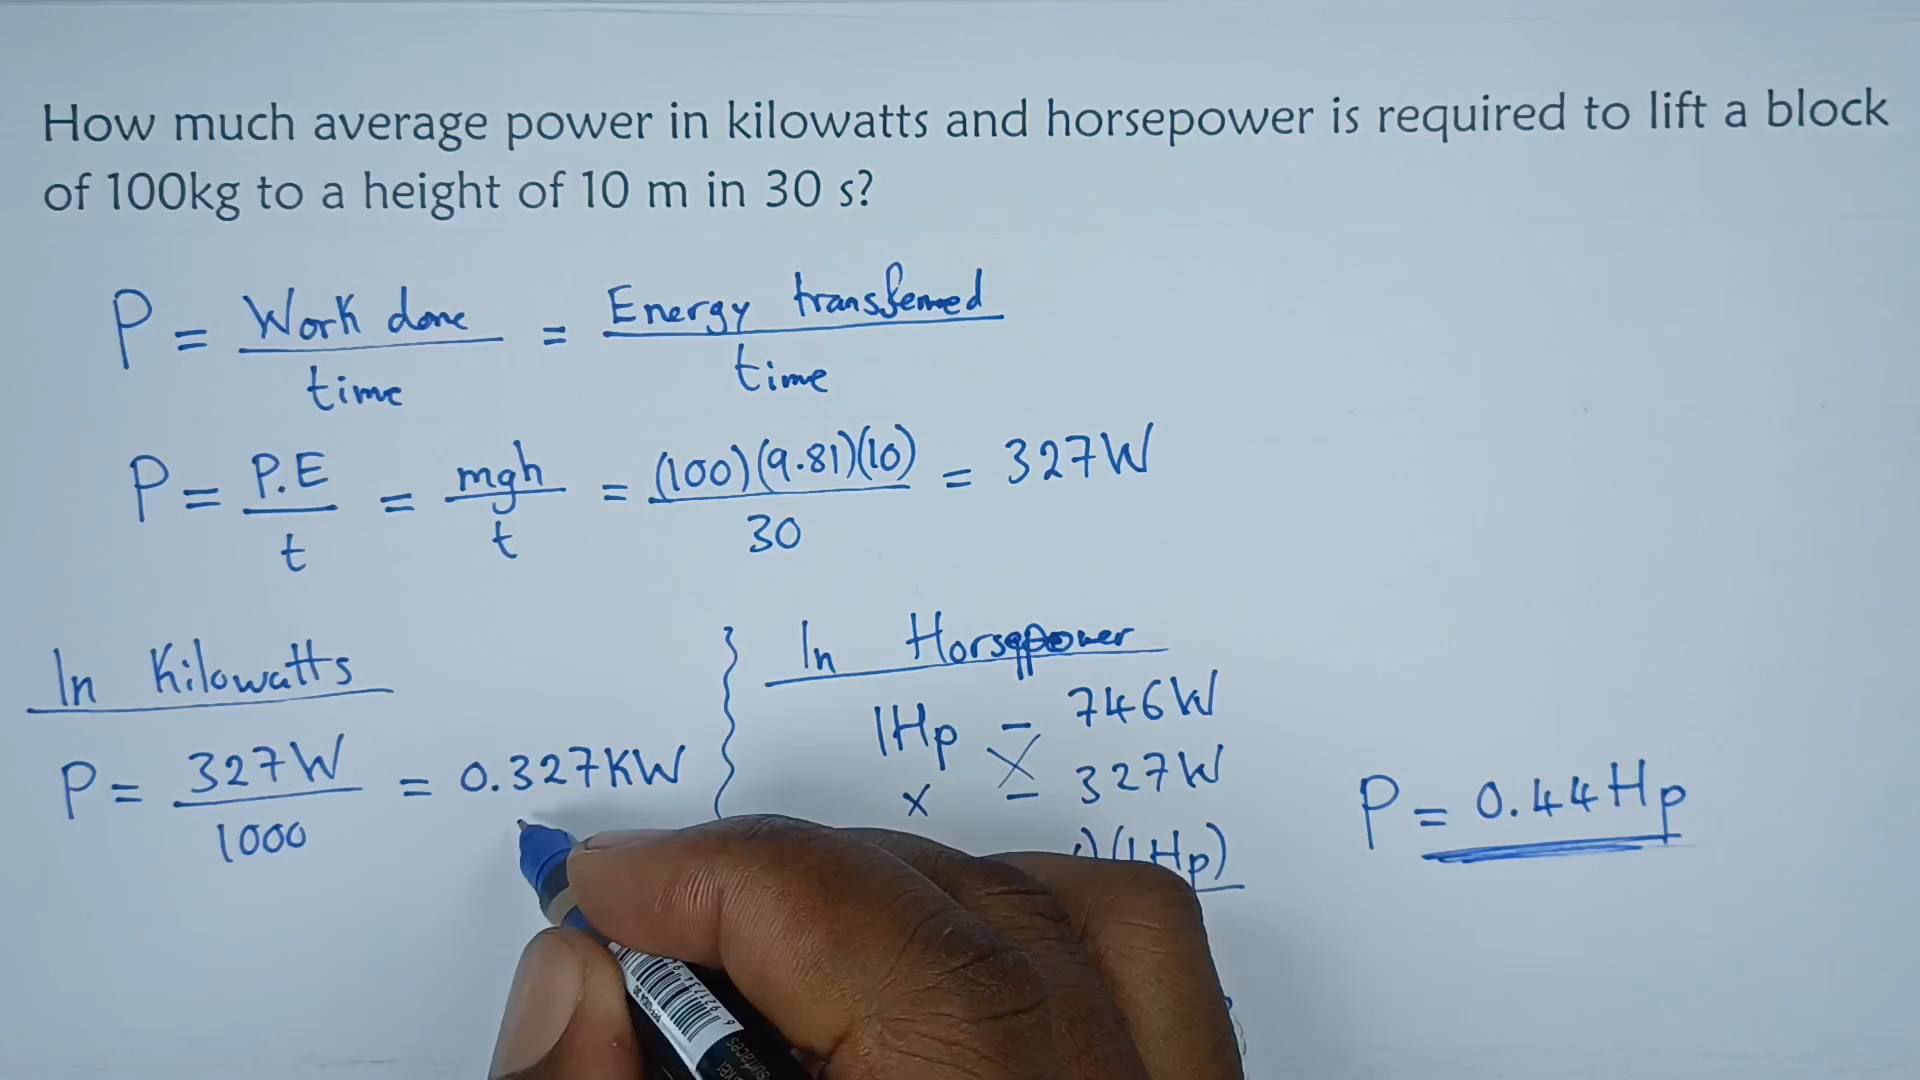 How much average power in kilowatts and horsepower is required to lift a block
of 100kg to a height of 10 m in 30 s?
P = Work done / time = Energy transferred / time
P = P.E / t = mgh / t = (100)(9.81)(10) / 30 = 327W
In Kilowatts
P = 327W / 1000 = 0.327KW
In Horsepower
1Hp - 746W
x - 327W
)(1Hp)
P = 0.44Hp